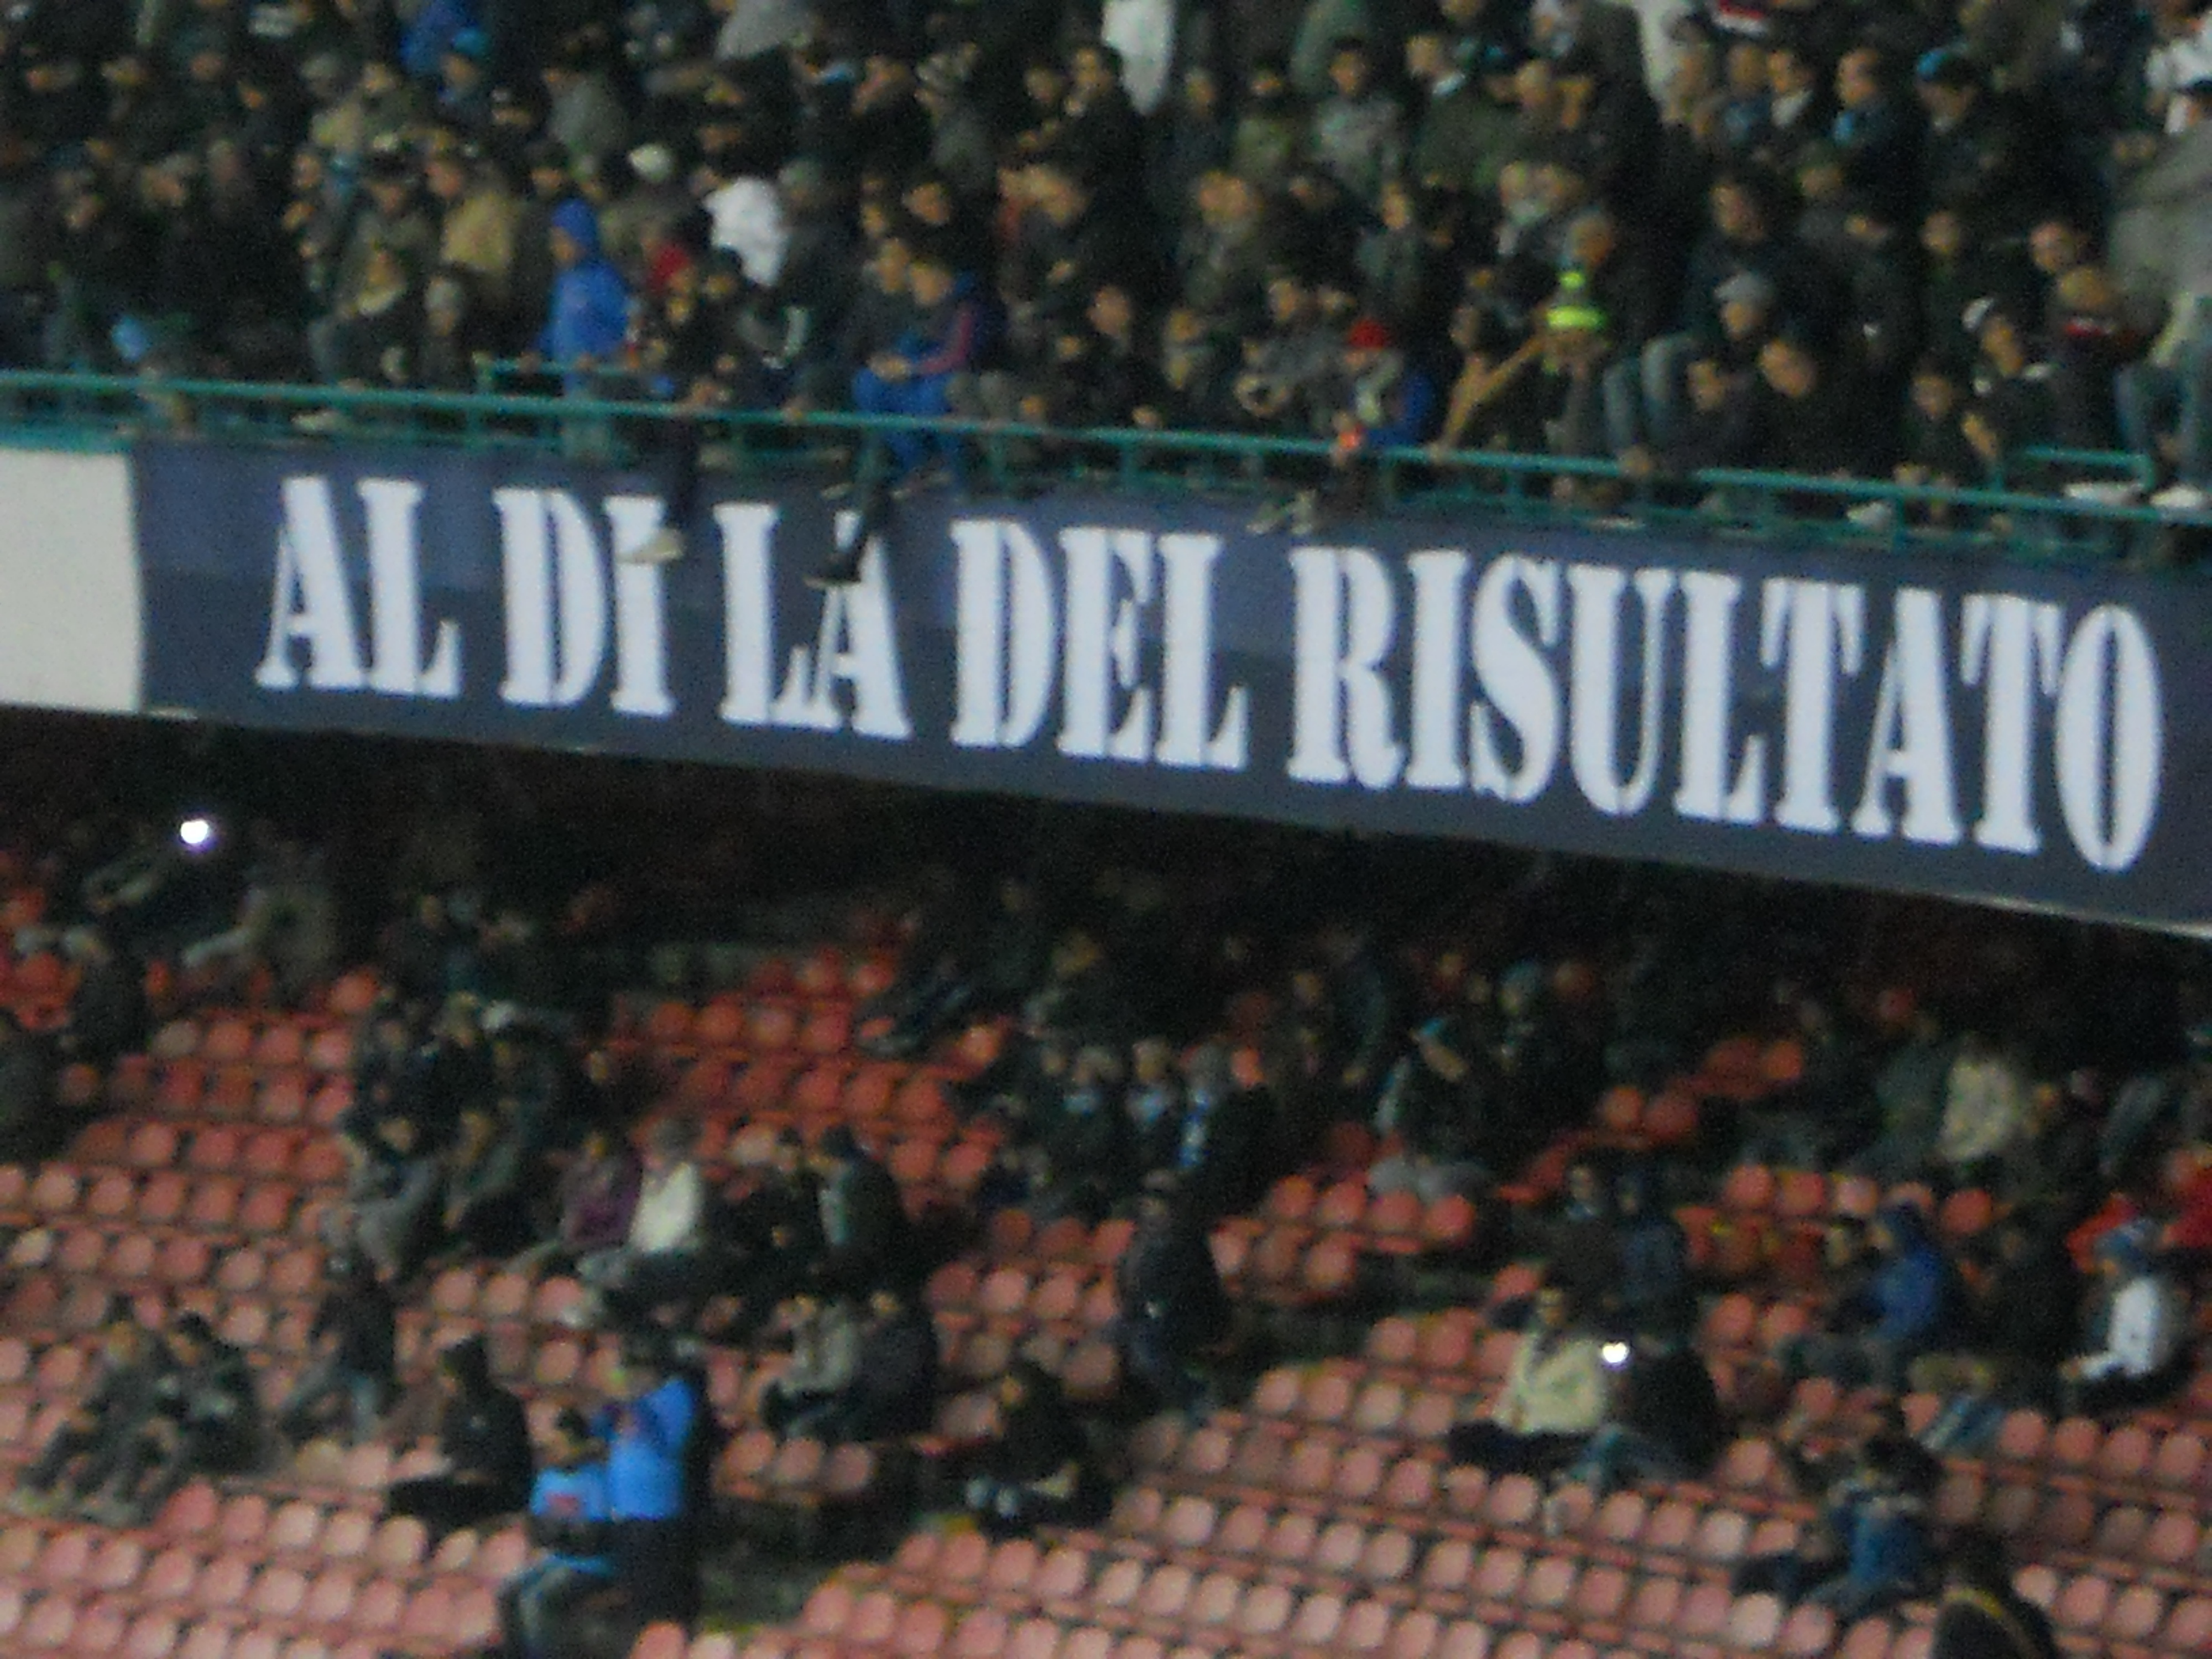 AL DI LA DEL RISULTATO